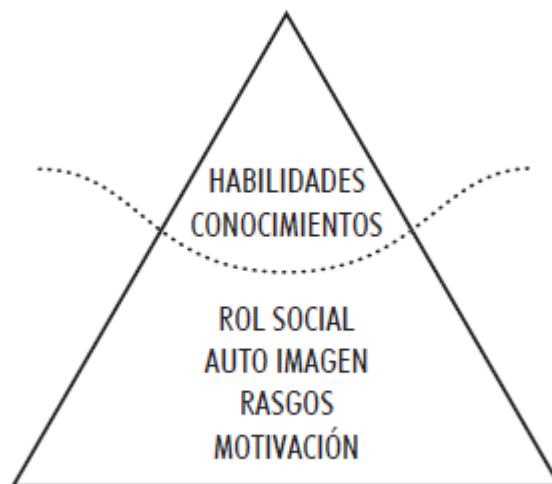 HABILIDADES
CONOCIMIENTOS
ROL SOCIAL
AUTO IMAGEN
RASGOS
MOTIVACIÓN